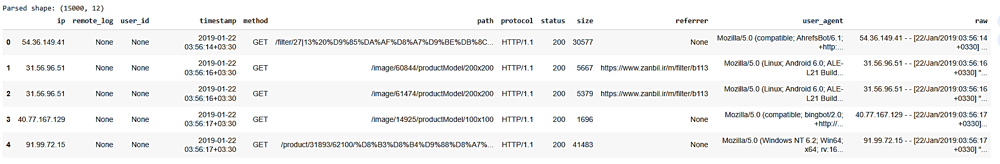 Parsed shape: (15000, 12)
ip remote_log user_id timestamp method path protocol status size referrer user_agent raw
0 54.36.149.41 None None 2019-01-22 03:56:14+03:30 GET /filter/27|13%20%D9%85%DA%AF%D8%A7%D9%BE%DB%8C... HTTP/1.1 200 30577 None Mozilla/5.0 (compatible; AhrefsBot/6.1; +http:... 54.36.149.41 - - [22/Jan/2019:03:56:14 +0330] ...
1 31.56.96.51 None None 2019-01-22 03:56:16+03:30 GET /image/60844/productModel/200x200 HTTP/1.1 200 5667 https://www.zanbil.ir/m/filter/b113 Mozilla/5.0 (Linux; Android 6.0; ALE-L21 Build... 31.56.96.51 - - [22/Jan/2019:03:56:16 +0330] "...
2 31.56.96.51 None None 2019-01-22 03:56:16+03:30 GET /image/61474/productModel/200x200 HTTP/1.1 200 5379 https://www.zanbil.ir/m/filter/b113 Mozilla/5.0 (Linux; Android 6.0; ALE-L21 Build... 31.56.96.51 - - [22/Jan/2019:03:56:16 +0330] "...
3 40.77.167.129 None None 2019-01-22 03:56:17+03:30 GET /image/14925/productModel/100x100 HTTP/1.1 200 1696 None Mozilla/5.0 (compatible; bingbot/2.0; +http://... 40.77.167.129 - - [22/Jan/2019:03:56:17 +0330]...
4 91.99.72.15 None None 2019-01-22 03:56:17+03:30 GET /product/31893/62100/%D8%B3%D8%B4%D9%88%D8%A7%... HTTP/1.1 200 41483 None Mozilla/5.0 (Windows NT 6.2; Win64; x64; rv:16... 91.99.72.15 - - [22/Jan/2019:03:56:17 +0330] "...